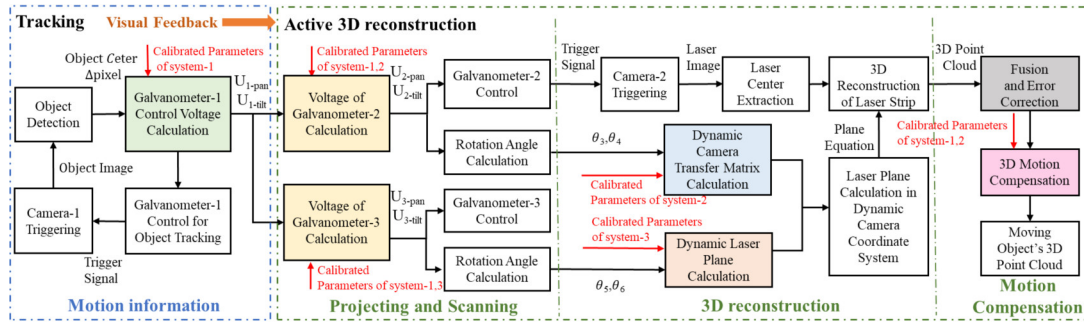 Tracking
Visual Feedback
Active 3D reconstruction
Object Ceter
Δpixel
Calibrated Parameters
of system-1
Object
Detection
Galvanometer-1
Control Voltage
Calculation
U1-pan
U1-tilt
Object Image
Camera-1
Triggering
Galvanometer-1
Control for
Object Tracking
Trigger
Signal
Motion information
Calibrated Parameters
of system-1,2
Voltage of
Galvanometer-2
Calculation
U2-pan
U2-tilt
Galvanometer-2
Control
Rotation Angle
Calculation
Voltage of
Galvanometer-3
Calculation
U3-pan
U3-tilt
Galvanometer-3
Control
Rotation Angle
Calculation
Calibrated
Parameters of system-1,3
Projecting and Scanning
Trigger
Signal
Camera-2
Triggering
Laser
Image
Laser
Center
Extraction
3D
Reconstruction
of Laser Strip
θ3,θ4
Dynamic
Camera
Transfer Matrix
Calculation
Calibrated
Parameters of system-2
Calibrated Parameters
of system-3
Dynamic Laser
Plane
Calculation
θ5,θ6
Plane
Equation
Laser Plane
Calculation in
Dynamic
Camera
Coordinate
System
3D reconstruction
3D Point
Cloud
Fusion
and Error
Correction
Calibrated Parameters
of system-1,2
3D Motion
Compensation
Moving
Object's 3D
Point Cloud
Motion
Compensation